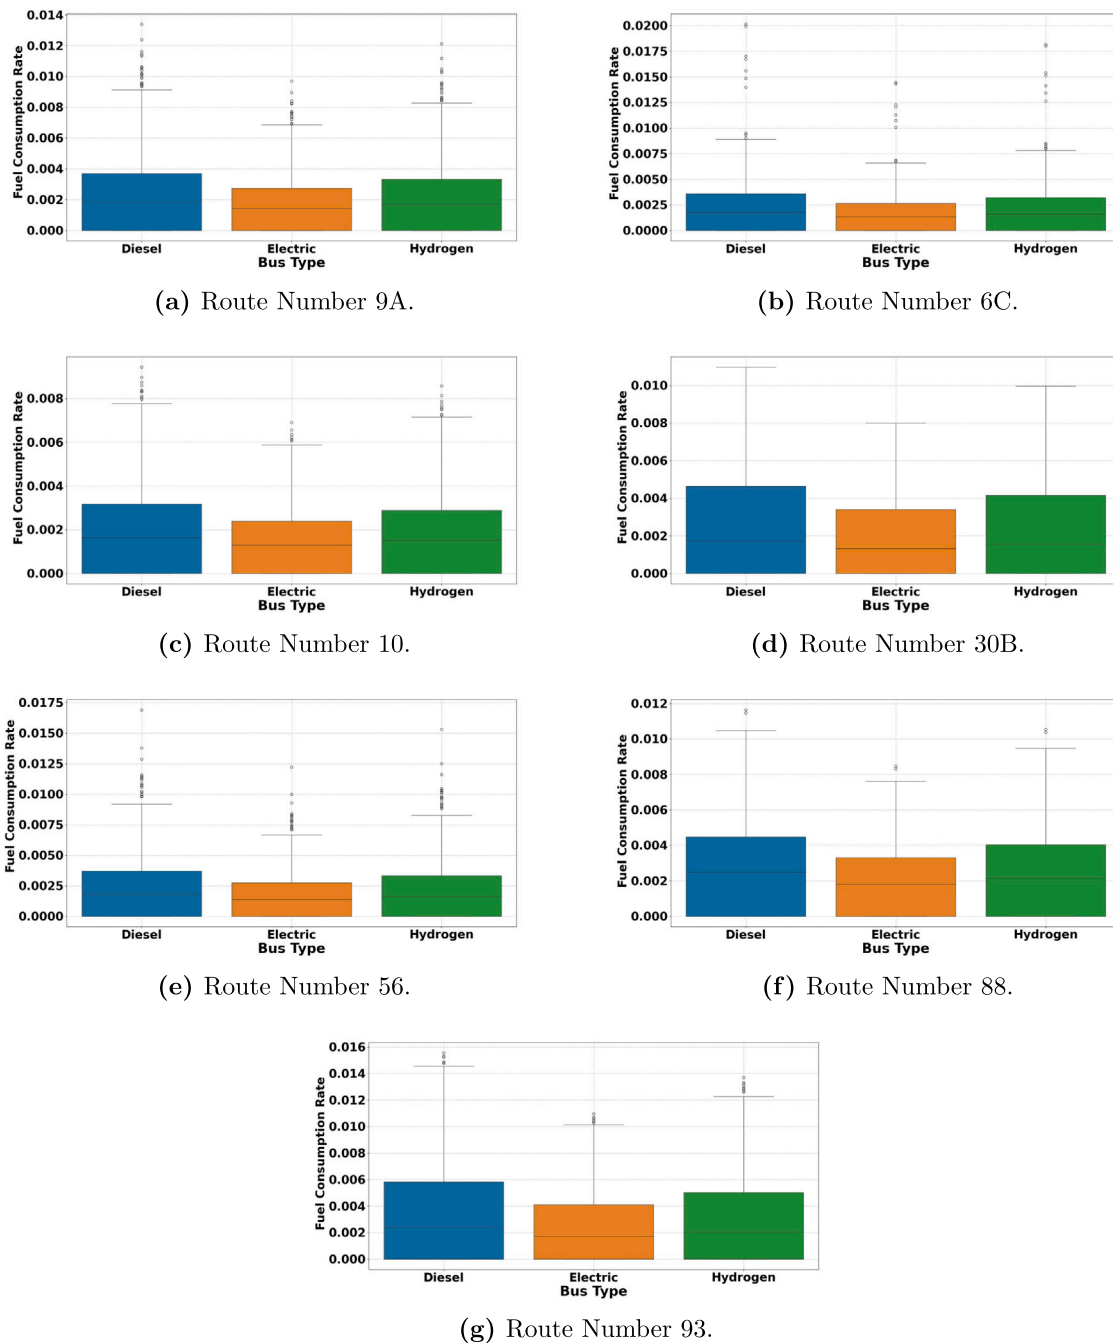 0.014
0.012
0.010
0.008
0.006
0.004
0.002
0.000
Fuel Consumption Rate
Diesel Electric Hydrogen
Bus Type
(a) Route Number 9A.
0.0200
0.0175
0.0150
0.0125
0.0100
0.0075
0.0050
0.0025
0.0000
Fuel Consumption Rate
Diesel Electric Hydrogen
Bus Type
(b) Route Number 6C.
0.008
0.006
0.004
0.002
0.000
Fuel Consumption Rate
Diesel Electric Hydrogen
Bus Type
(c) Route Number 10.
0.010
0.008
0.006
0.004
0.002
0.000
Fuel Consumption Rate
Diesel Electric Hydrogen
Bus Type
(d) Route Number 30B.
0.0175
0.0150
0.0125
0.0100
0.0075
0.0050
0.0025
0.0000
Fuel Consumption Rate
Diesel Electric Hydrogen
Bus Type
(e) Route Number 56.
0.012
0.010
0.008
0.006
0.004
0.002
0.000
Fuel Consumption Rate
Diesel Electric Hydrogen
Bus Type
(f) Route Number 88.
0.016
0.014
0.012
0.010
0.008
0.006
0.004
0.002
0.000
Fuel Consumption Rate
Diesel Electric Hydrogen
Bus Type
(g) Route Number 93.